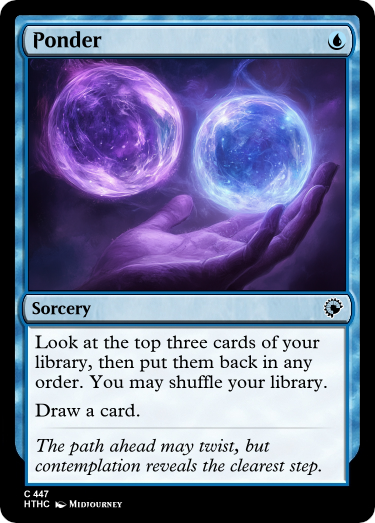 Ponder
Sorcery
Look at the top three cards of your
library, then put them back in any
order. You may shuffle your library.
Draw a card.
The path ahead may twist, but
contemplation reveals the clearest step.
C 447
HTHC Midjourney